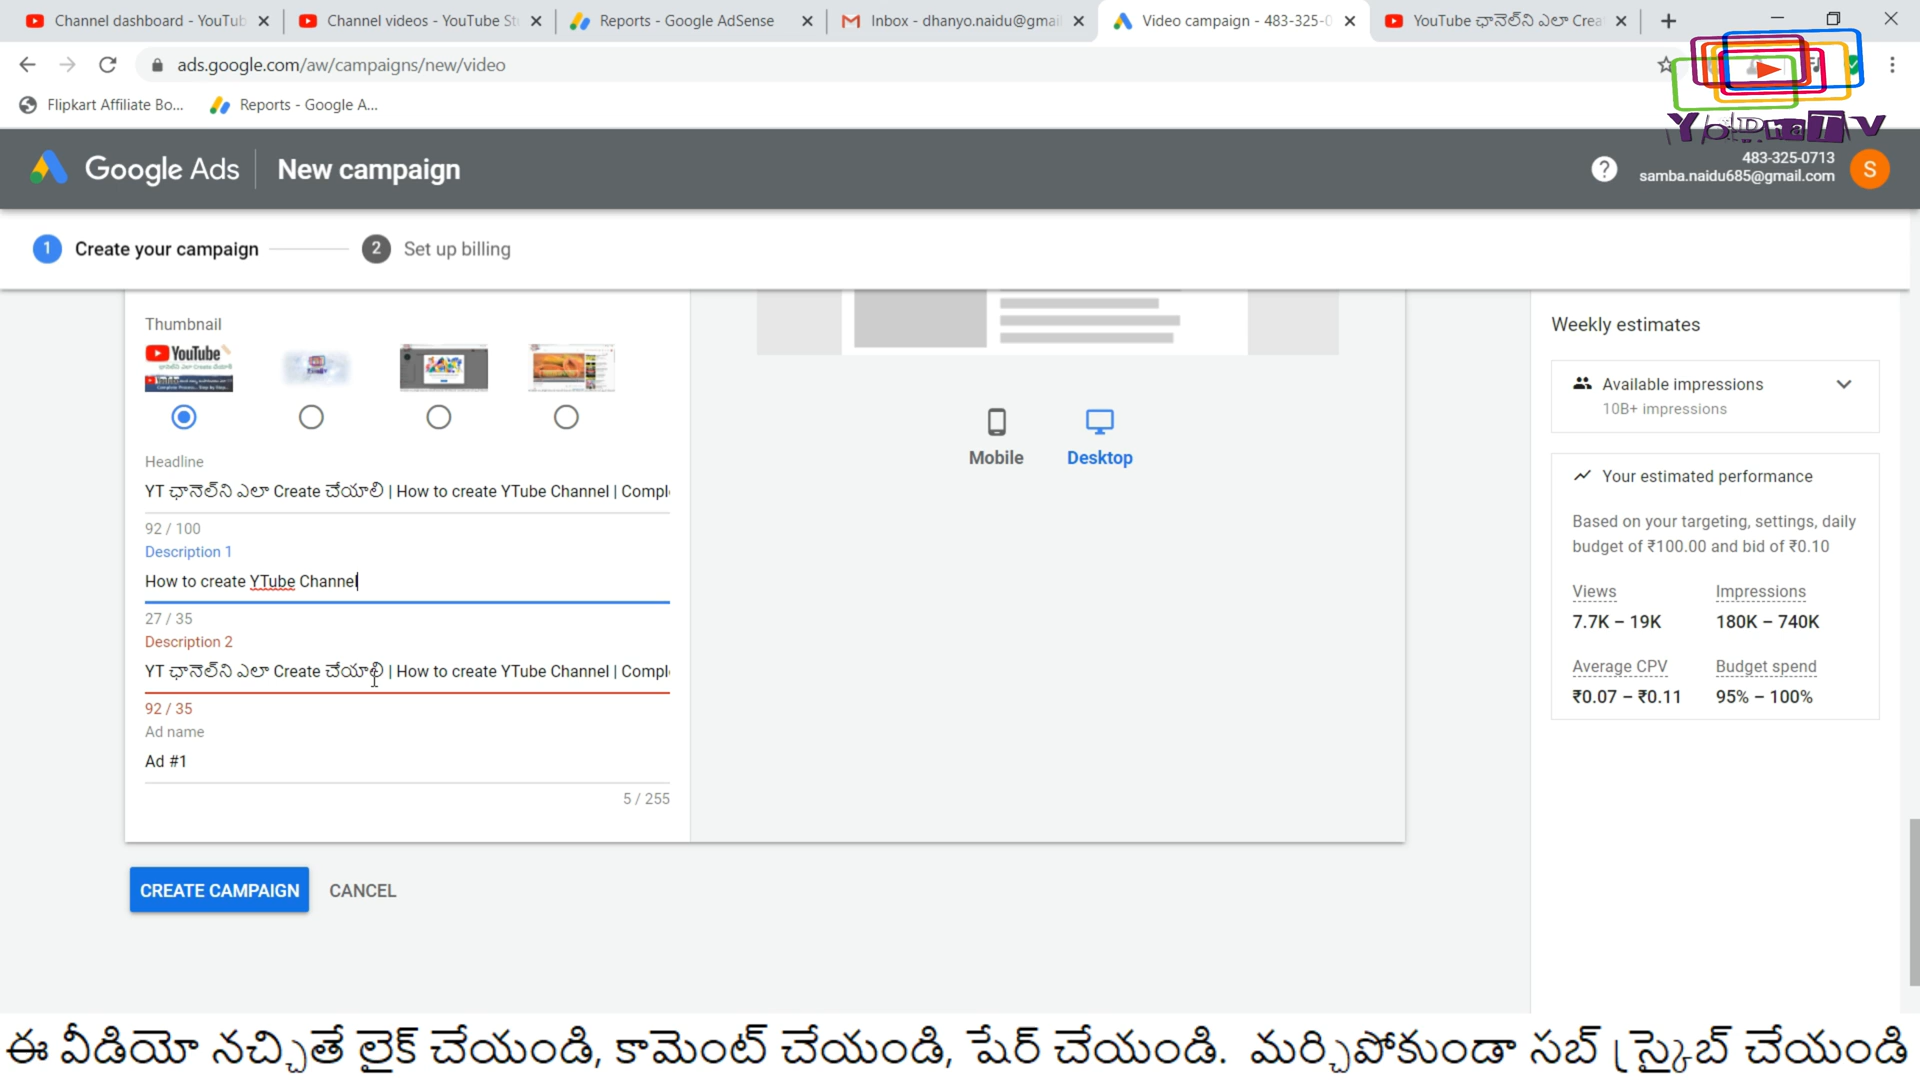 Channel dashboard - YouTub
Channel videos - YouTube St
Reports - Google AdSense
Inbox - dhanyo.naidu@gmai
Video campaign - 483-325-0
YouTube ఛానెల్‌ని ఎలా Crea
ads.google.com/aw/campaigns/new/video
Flipkart Affiliate Bo...
Reports - Google A...
YoDhaTV
Google Ads
New campaign
483-325-0713
samba.naidu685@gmail.com
S
1 Create your campaign
2 Set up billing
Thumbnail
YouTube
Headline
YT ఛానెల్‌ని ఎలా Create చేయాలి | How to create YTube Channel | Compl
92 / 100
Description 1
How to create YTube Channel
27 / 35
Description 2
YT ఛానెల్‌ని ఎలా Create చేయాలి | How to create YTube Channel | Compl
92 / 35
Ad name
Ad #1
5 / 255
CREATE CAMPAIGN
CANCEL
Mobile
Desktop
Weekly estimates
Available impressions
10B+ impressions
Your estimated performance
Based on your targeting, settings, daily
budget of ₹100.00 and bid of ₹0.10
Views
Impressions
7.7K – 19K
180K – 740K
Average CPV
Budget spend
₹0.07 – ₹0.11
95% – 100%
ఈ వీడియో నచ్చితే లైక్ చేయండి, కామెంట్ చేయండి, షేర్ చేయండి. మర్చిపోకుండా సబ్ స్క్రైబ్ చేయండి